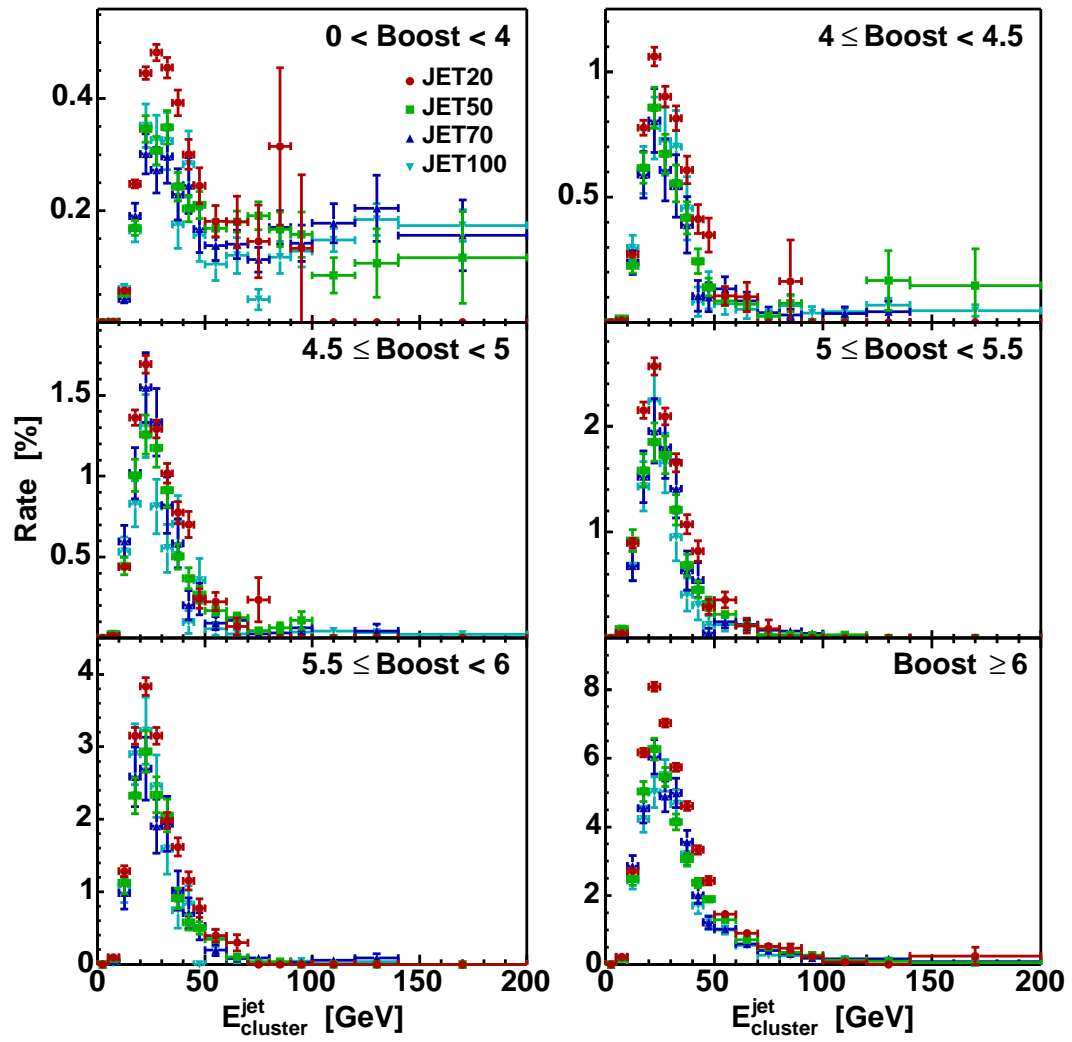 0 < Boost < 4
JET20
JET50
JET70
JET100
0.4
0.2
4 ≤ Boost < 4.5
1
0.5
Rate [%]
4.5 ≤ Boost < 5
1.5
1
0.5
5 ≤ Boost < 5.5
2
1
5.5 ≤ Boost < 6
4
3
2
1
0
0 50 100 150 200
E^jet_cluster [GeV]
Boost ≥ 6
8
6
4
2
0
0 50 100 150 200
E^jet_cluster [GeV]